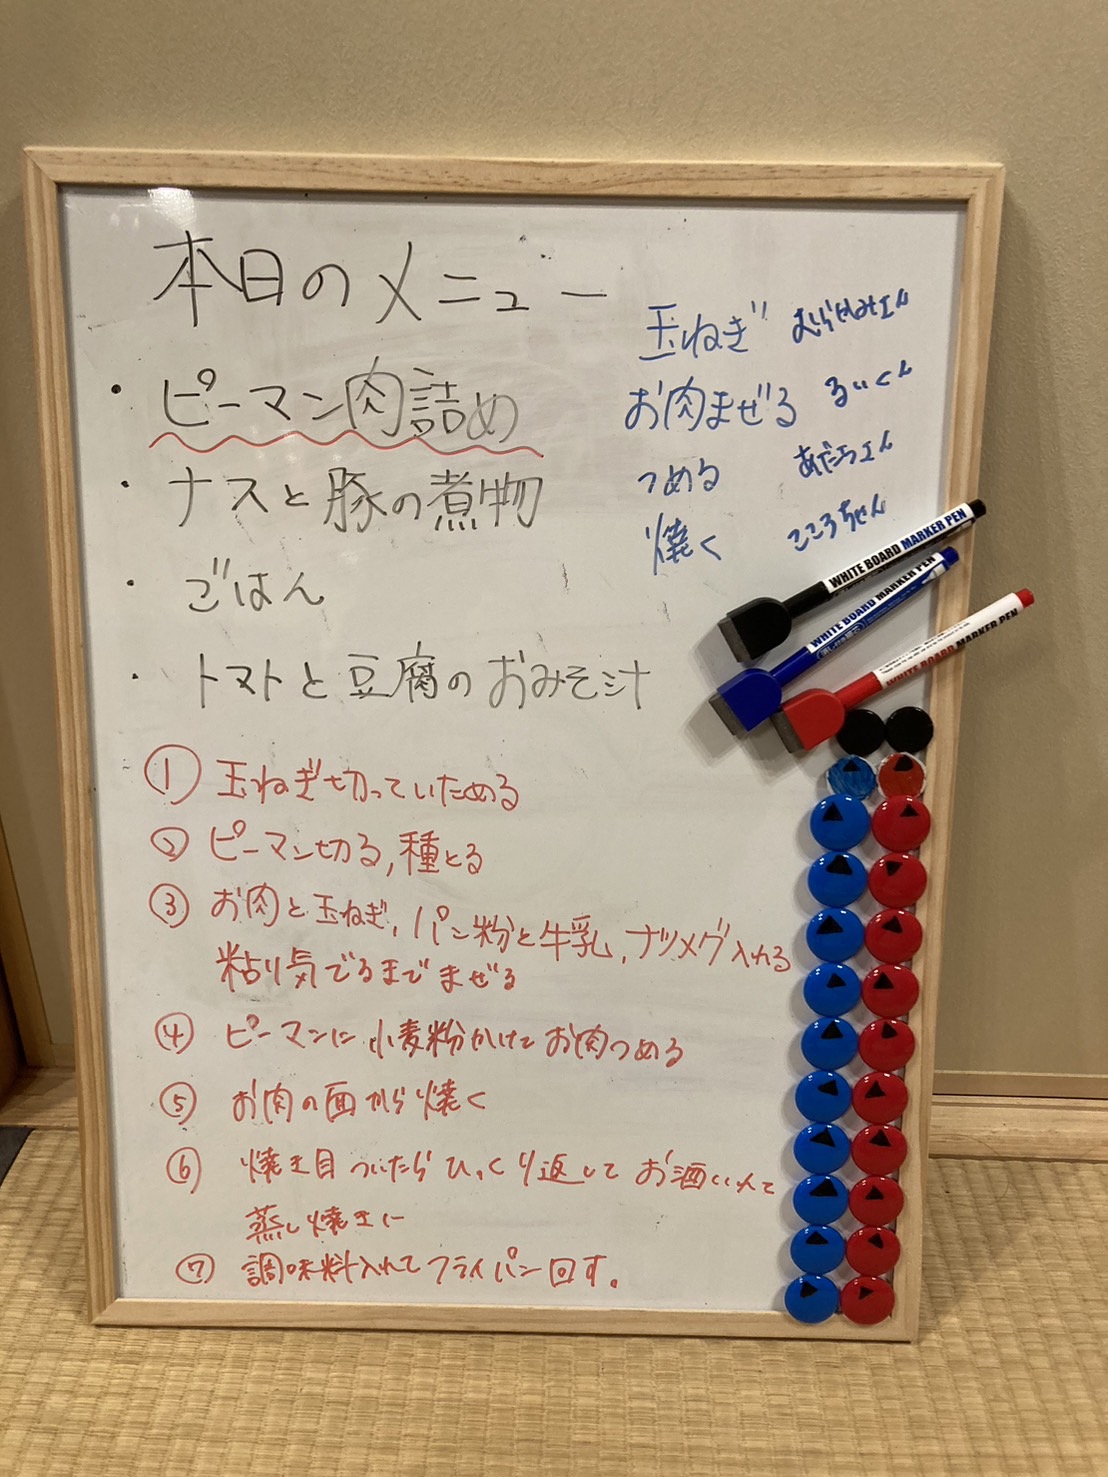 本日のメニュー
・ピーマン肉詰め
・ナスと豚の煮物
・ごはん
・トマトと豆腐のおみそ汁
玉ねぎ
お肉まぜる るいくん
つめる あだちさん
焼く こころちゃん
WHITE BOARD MARKER PEN
WHITE BOARD MARKER PEN
WHITE BOARD MARKER PEN
① 玉ねぎ切っていためる
② ピーマン切る,種とる
③ お肉と玉ねぎ,パン粉と牛乳,ナツメグ入れる
粘り気でるまでまぜる
④ ピーマンに小麦粉かけてお肉つめる
⑤ お肉の面から焼く
⑥ 焼き目ついたらひっくり返してお酒いれて
蒸し焼きに
⑦ 調味料入れてフライパン回す。